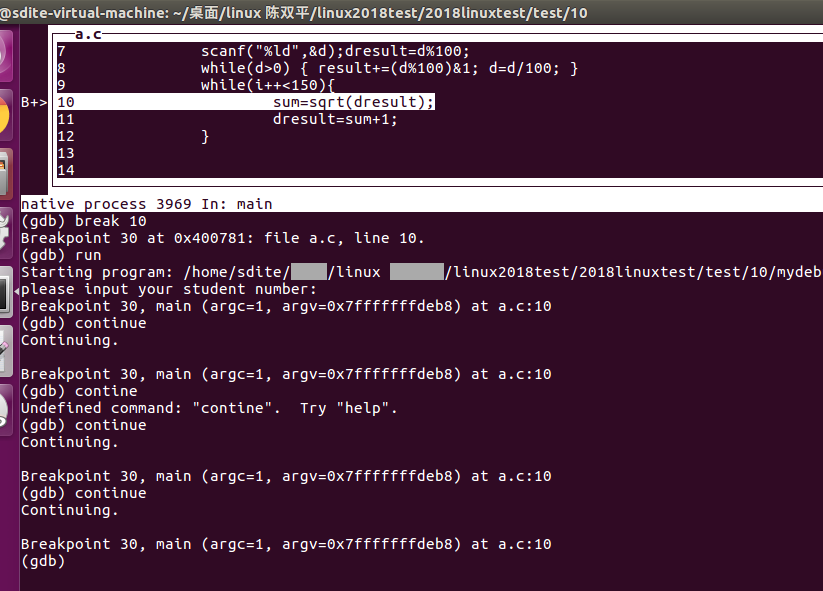 @sdite-virtual-machine: ~/桌面/linux 陈双平/linux2018test/2018linuxtest/test/10
a.c
7 scanf("%ld",&d);dresult=d%100;
8 while(d>0) { result+=(d%100)&1; d=d/100; }
9 while(i++<150){
B+> 10 sum=sqrt(dresult);
11 dresult=sum+1;
12 }
13
14
native process 3969 In: main
(gdb) break 10
Breakpoint 30 at 0x400781: file a.c, line 10.
(gdb) run
Starting program: /home/sdite/ /linux /linux2018test/2018linuxtest/test/10/mydeb
please input your student number:
Breakpoint 30, main (argc=1, argv=0x7fffffffdeb8) at a.c:10
(gdb) continue
Continuing.
Breakpoint 30, main (argc=1, argv=0x7fffffffdeb8) at a.c:10
(gdb) contine
Undefined command: "contine".  Try "help".
(gdb) continue
Continuing.
Breakpoint 30, main (argc=1, argv=0x7fffffffdeb8) at a.c:10
(gdb) continue
Continuing.
Breakpoint 30, main (argc=1, argv=0x7fffffffdeb8) at a.c:10
(gdb)